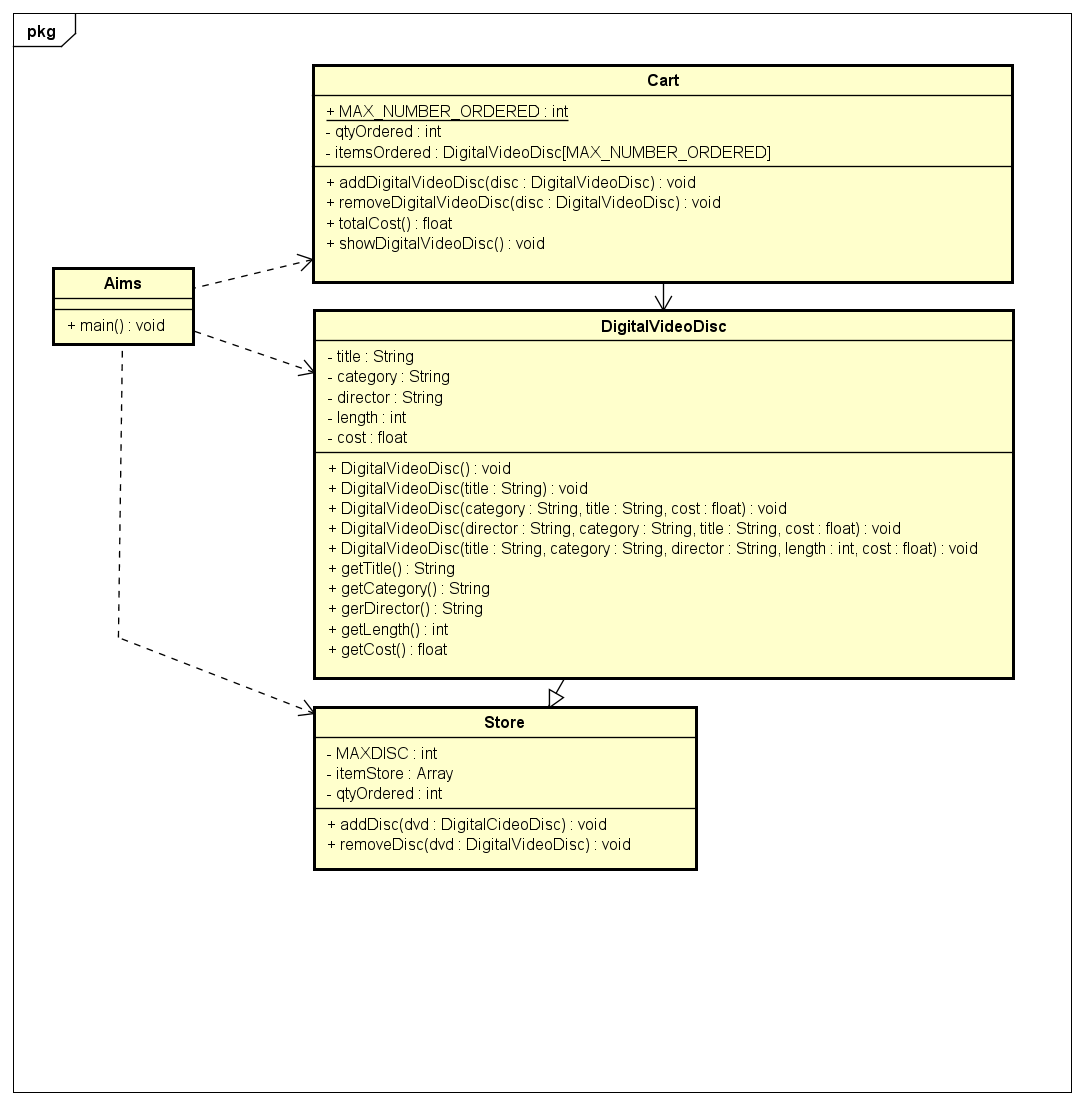 pkg
Cart
+ MAX_NUMBER_ORDERED : int
- qtyOrdered : int
- itemsOrdered : DigitalVideoDisc[MAX_NUMBER_ORDERED]
+ addDigitalVideoDisc(disc : DigitalVideoDisc) : void
+ removeDigitalVideoDisc(disc : DigitalVideoDisc) : void
+ totalCost() : float
+ showDigitalVideoDisc() : void
Aims
+ main() : void
DigitalVideoDisc
- title : String
- category : String
- director : String
- length : int
- cost : float
+ DigitalVideoDisc() : void
+ DigitalVideoDisc(title : String) : void
+ DigitalVideoDisc(category : String, title : String, cost : float) : void
+ DigitalVideoDisc(director : String, category : String, title : String, cost : float) : void
+ DigitalVideoDisc(title : String, category : String, director : String, length : int, cost : float) : void
+ getTitle() : String
+ getCategory() : String
+ gerDirector() : String
+ getLength() : int
+ getCost() : float
Store
- MAXDISC : int
- itemStore : Array
- qtyOrdered : int
+ addDisc(dvd : DigitalCideoDisc) : void
+ removeDisc(dvd : DigitalVideoDisc) : void